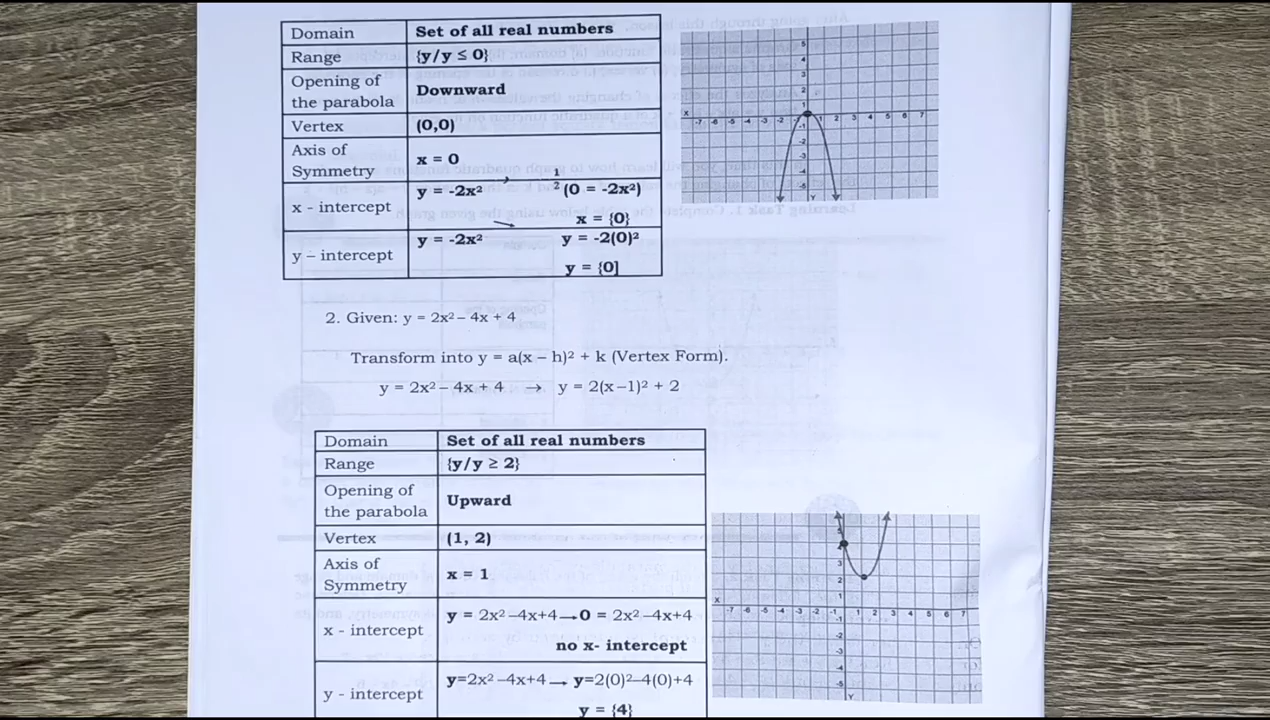 Domain Set of all real numbers
Range {y/y ≤ 0}
Opening of
the parabola Downward
Vertex (0,0)
Axis of
Symmetry x = 0
x - intercept y = -2x² → 1/2 (0 = -2x²)
x = {0}
y – intercept y = -2x² → y = -2(0)²
y = {0]
2. Given: y = 2x² – 4x + 4
Transform into y = a(x – h)² + k (Vertex Form).
y = 2x² – 4x + 4 → y = 2(x –1)² + 2
Domain Set of all real numbers
Range {y/y ≥ 2}
Opening of
the parabola Upward
Vertex (1, 2)
Axis of
Symmetry x = 1
x - intercept y = 2x² –4x+4 → 0 = 2x² –4x+4
no x- intercept
y - intercept y=2x² –4x+4 → y=2(0)²–4(0)+4
y = {4}